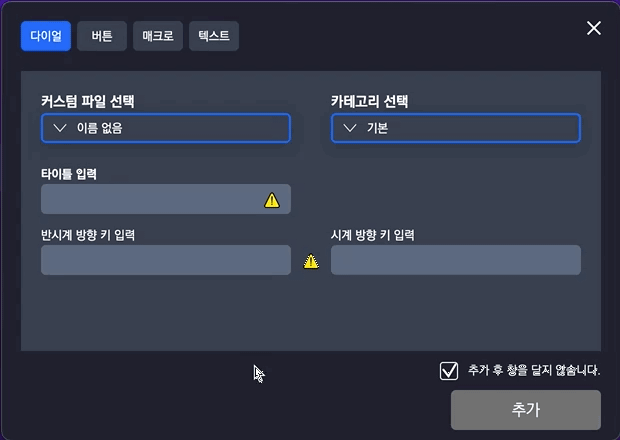 다이얼 버튼 매크로 텍스트
커스텀 파일 선택 카테고리 선택
이름 없음 기본
타이틀 입력
반시계 방향 키 입력 시계 방향 키 입력
추가 후 창을 닫지 않습니다.
추가